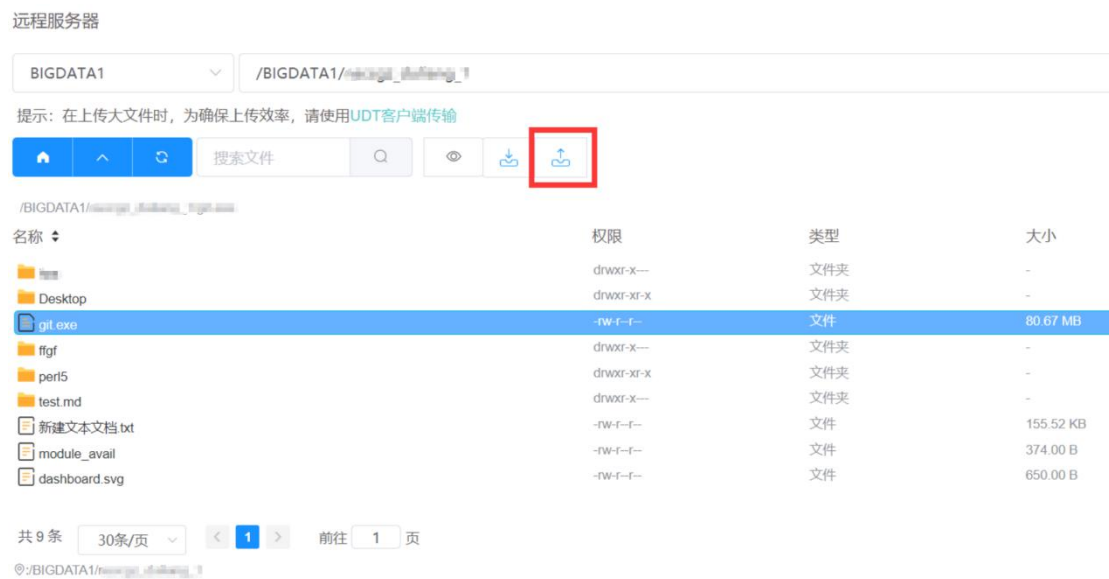 远程服务器
BIGDATA1 /BIGDATA1/
提示：在上传大文件时，为确保上传效率，请使用UDT客户端传输
搜索文件
/BIGDATA1/
名称 权限 类型 大小
drwxr-x--- 文件夹 -
Desktop drwxr-xr-x 文件夹 -
git.exe -rw-r--r-- 文件 80.67 MB
ffgf drwxr-x--- 文件夹 -
perl5 drwxr-xr-x 文件夹 -
test.md drwxr-x--- 文件夹 -
新建文本文档.txt -rw-r--r-- 文件 155.52 KB
module_avail -rw-r--r-- 文件 374.00 B
dashboard.svg -rw-r--r-- 文件 650.00 B
共 9 条 30条/页 < 1 > 前往 1 页
:/BIGDATA1/